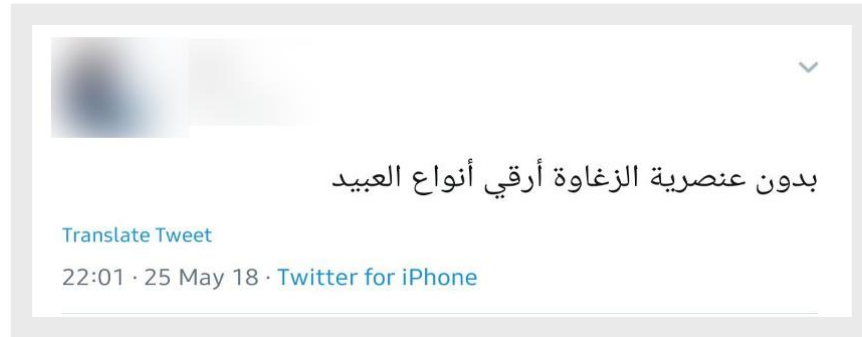 بدون عنصرية الزغاوة أرقي أنواع العبيد
Translate Tweet
22:01 · 25 May 18 · Twitter for iPhone